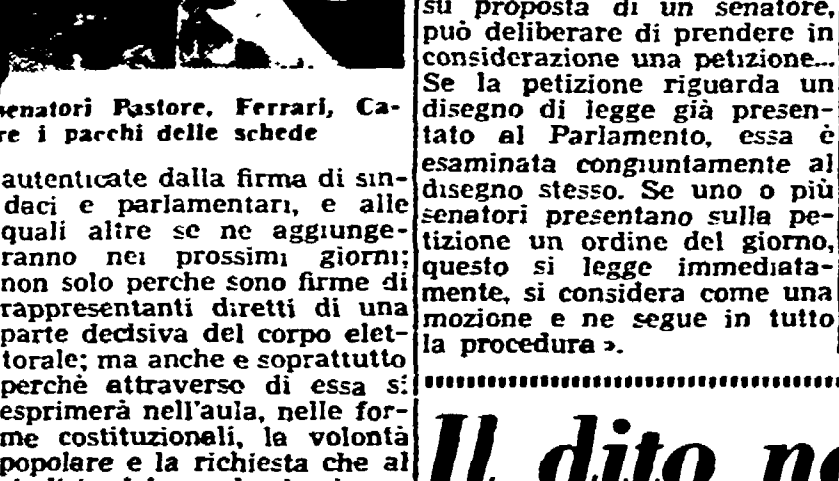 senatori Pastore, Ferrari, Ca-
re i pacchi delle schede
autenticate dalla firma di sin-
daci e parlamentari, e alle
quali altre se ne aggiunge-
ranno nei prossimi giorni;
non solo perche sono firme di
rappresentanti diretti di una
parte decisiva del corpo elet-
torale; ma anche e soprattutto
perchè attraverso di essa si
esprimerà nell'aula, nelle for-
me costituzionali, la volontà
popolare e la richiesta che al
su proposta di un senatore,
può deliberare di prendere in
considerazione una petizione...
Se la petizione riguarda un
disegno di legge già presen-
tato al Parlamento, essa è
esaminata congiuntamente al
disegno stesso. Se uno o più
senatori presentano sulla pe-
tizione un ordine del giorno,
questo si legge immediata-
mente, si considera come una
mozione e ne segue in tutto
la procedura ».
Il dito